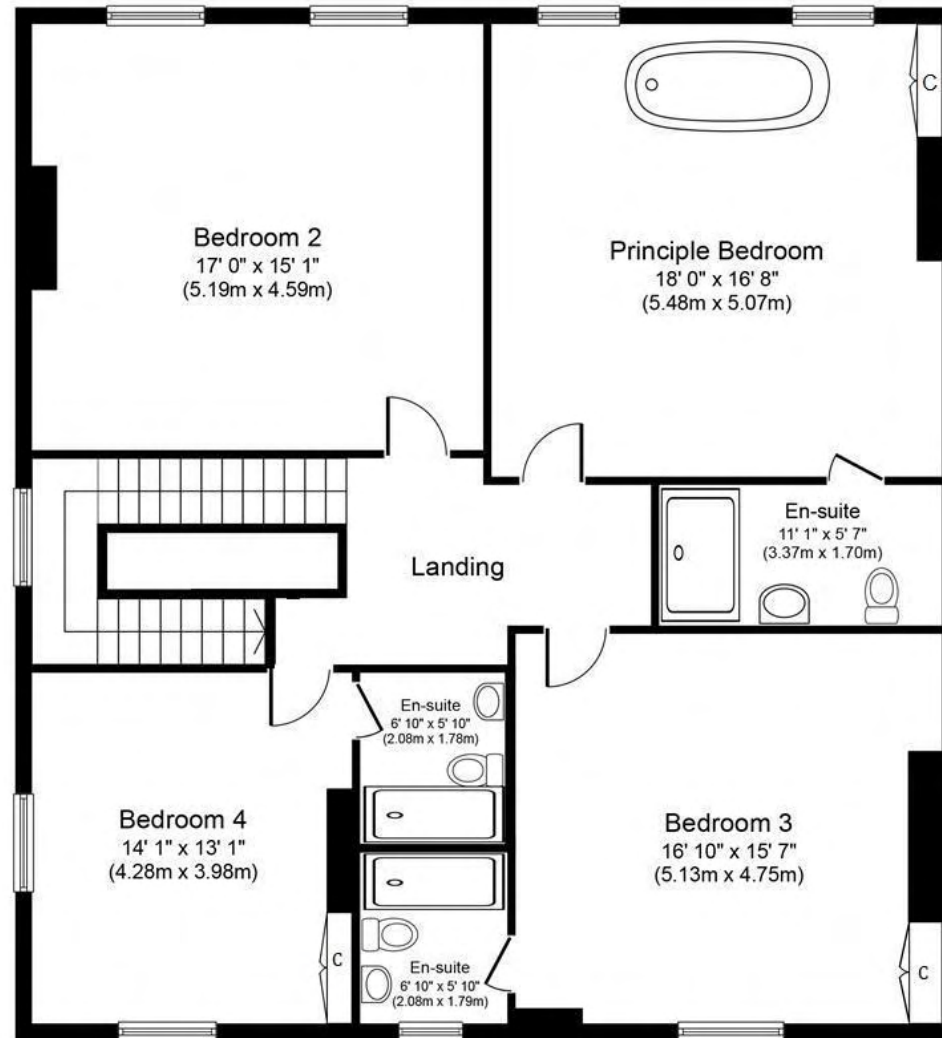 Bedroom 2
17' 0" x 15' 1"
(5.19m x 4.59m)
C
Principle Bedroom
18' 0" x 16' 8"
(5.48m x 5.07m)
En-suite
11' 1" x 5' 7"
(3.37m x 1.70m)
Landing
En-suite
6' 10" x 5' 10"
(2.08m x 1.78m)
Bedroom 4
14' 1" x 13' 1"
(4.28m x 3.98m)
C
Bedroom 3
16' 10" x 15' 7"
(5.13m x 4.75m)
C
En-suite
6' 10" x 5' 10"
(2.08m x 1.79m)